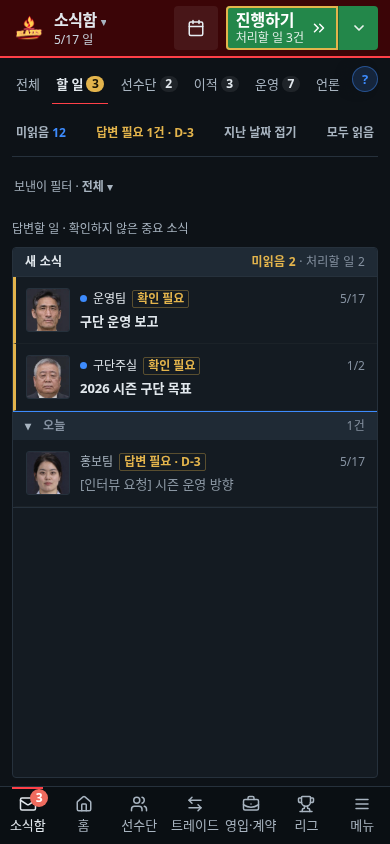 소식함 ▾
5/17 일
진행하기
처리할 일 3건
전체
할 일 3
선수단 2
이적 3
운영 7
언론
?
미읽음 12
답변 필요 1건 · D-3
지난 날짜 접기
모두 읽음
보낸이 필터 · 전체 ▾
답변할 일 · 확인하지 않은 중요 소식
새 소식
미읽음 2 · 처리할 일 2
운영팀 확인 필요 5/17
구단 운영 보고
구단주실 확인 필요 1/2
2026 시즌 구단 목표
▾ 오늘 1건
홍보팀 답변 필요 · D-3 5/17
[인터뷰 요청] 시즌 운영 방향
3
소식함
홈
선수단
트레이드
영입·계약
리그
메뉴